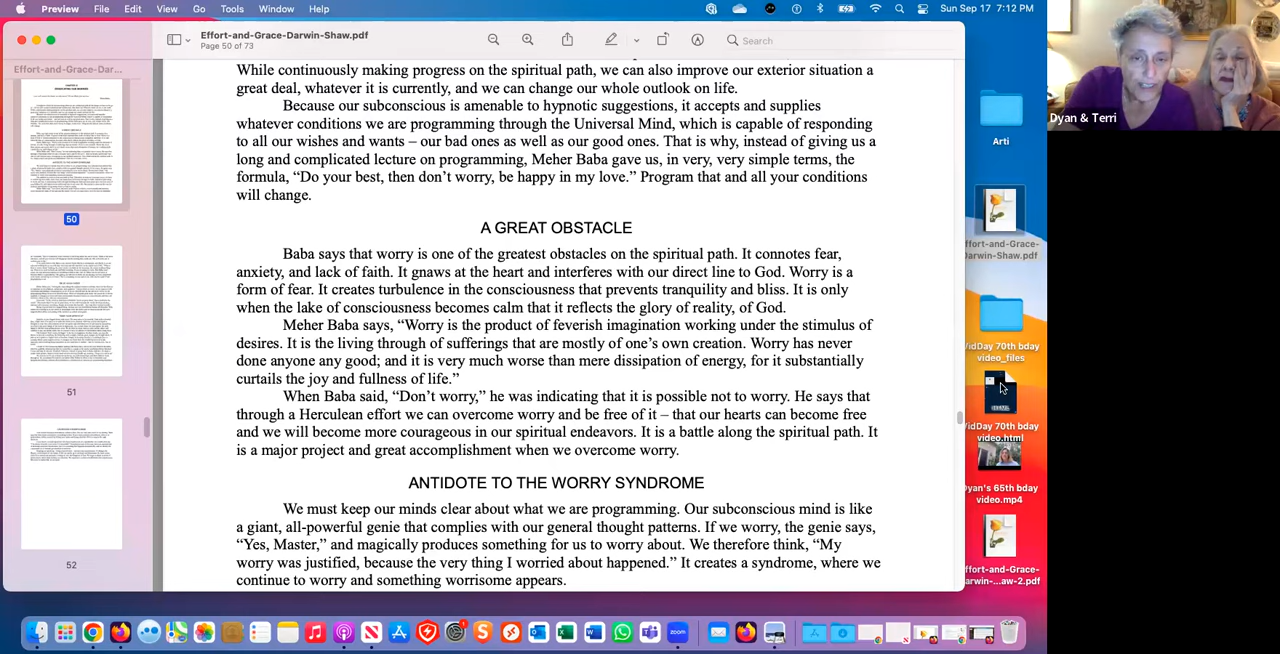 Preview File Edit View Go Tools Window Help Sun Sep 17 7:12 PM
Effort-and-Grace-Darwin-Shaw.pdf
Page 50 of 73
Search
Effort-and-Grace-Dar...
50
51
52
While continuously making progress on the spiritual path, we can also improve our exterior situation a
great deal, whatever it is currently, and we can change our whole outlook on life.
Because our subconscious is amenable to hypnotic suggestions, it accepts and supplies
whatever conditions we are programming from the Universal Mind, which is capable of responding
to all our wishes and wants – our bad ones as well as our good ones. That is why, instead of giving us a
long and complicated lecture on programming, Meher Baba gave us, in very, very simple terms, the
formula, “Do your best, then don’t worry, be happy in my love.” Program that and all your conditions
will change.
A GREAT OBSTACLE
Baba says that worry is one of the greatest obstacles on the spiritual path. It connotes fear,
anxiety, and lack of faith. It gnaws at the heart and interferes with our direct line to God. Worry is a
form of fear. It creates turbulence in the consciousness that prevents tranquility and bliss. It is only
when the lake of consciousness becomes calm that it reflects the glory of reality, of God.
Meher Baba says, “Worry is the product of feverish imagination working under the stimulus of
desires. It is the living through of sufferings that are mostly of one’s own creation. Worry has never
done anyone any good; and it is very much worse than mere dissipation of energy, for it substantially
curtails the joy and fullness of life.”
When Baba said, “Don’t worry,” he was indicating that it is possible not to worry. He says that
through a Herculean effort we can overcome worry and be free of it – that our hearts can become free
and we will become more courageous in our spiritual endeavors. It is a battle along the spiritual path. It
is a major project and great accomplishment when we overcome worry.
ANTIDOTE TO THE WORRY SYNDROME
We must keep our minds clear about what we are programming. Our subconscious mind is like
a giant, all-powerful genie that complies with our general thought patterns. If we worry, the genie says,
“Yes, Master,” and magically produces something for us to worry about. We therefore think, “My
worry was justified, because the very thing I worried about happened.” It creates a syndrome, where we
continue to worry and something worrisome appears.
Dyan & Terri
Arti
ffort-and-Grace-
Darwin-Shaw.pdf
VidDay 70th bday
video_files
VidDay 70th bday
video.html
Dyan's 65th bday
video.mp4
Effort-and-Grace-
Darwin-...aw-2.pdf
zoom